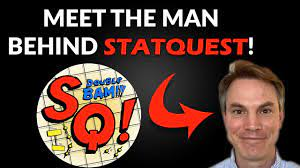 MEET THE MAN
BEHIND STATQUEST!
DOUBLE
BAM!!!
SQ!